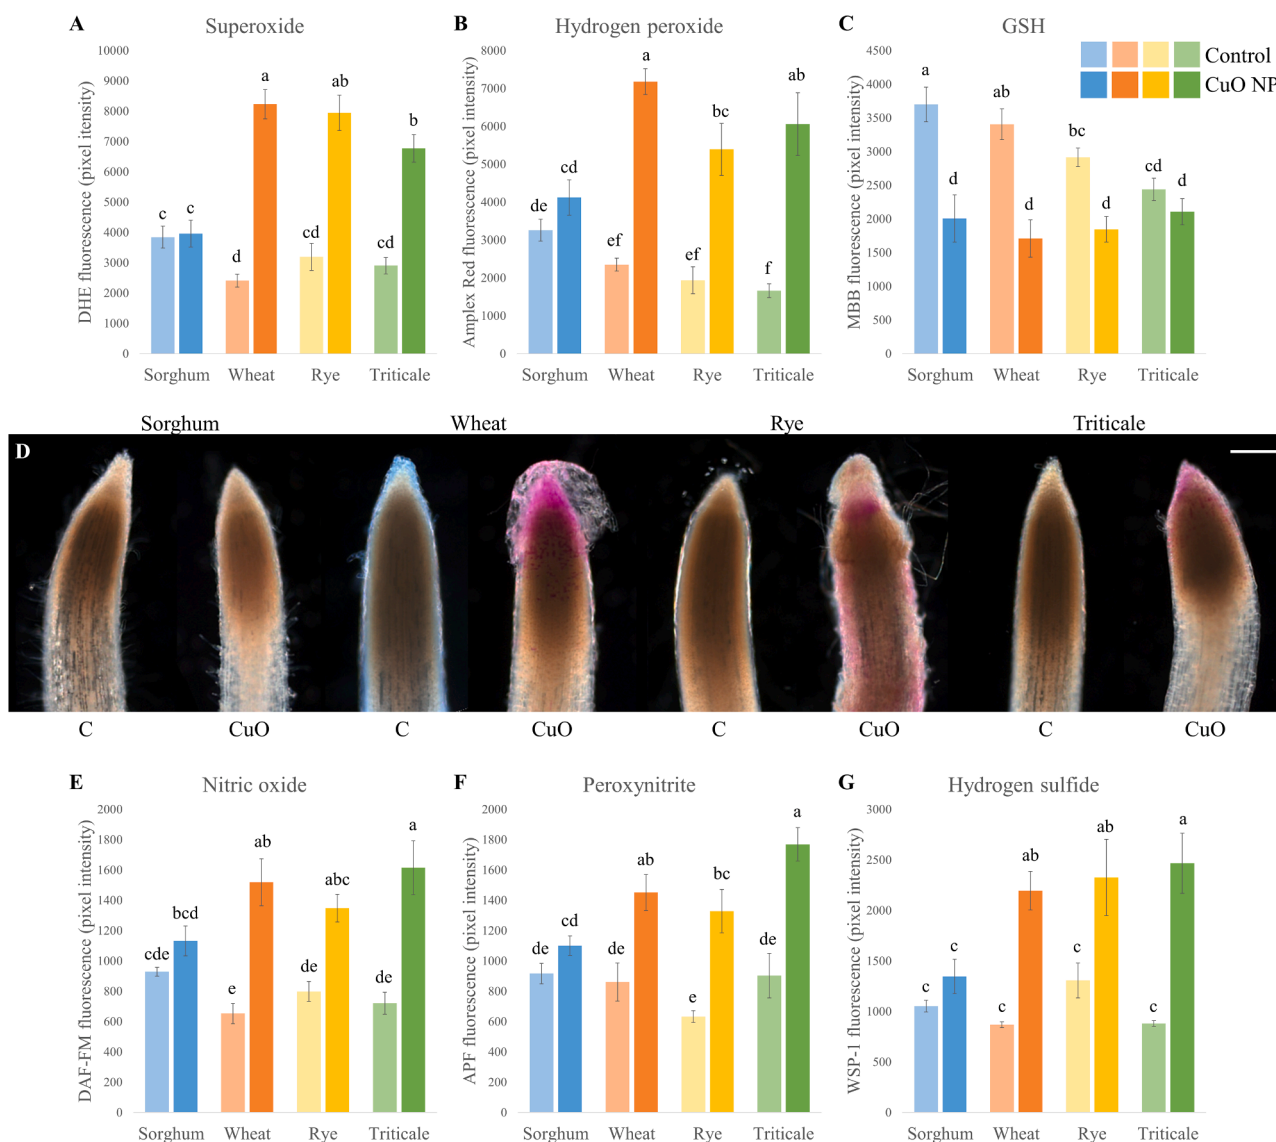 A Superoxide
DHE fluorescence (pixel itensity)
10000
9000
8000
7000
6000
5000
4000
3000
2000
1000
0
c c d a cd ab cd b
Sorghum Wheat Rye Triticale
B Hydrogen peroxide
Amplex Red fluorescence (pixel intensity)
8000
7000
6000
5000
4000
3000
2000
1000
0
de cd ef a ef bc f ab
Sorghum Wheat Rye Triticale
C GSH
MBB fluorescence (pixel intensity)
4500
4000
3500
3000
2500
2000
1500
1000
500
0
a d ab d bc d cd d
Sorghum Wheat Rye Triticale
Control
CuO NP
Sorghum Wheat Rye Triticale
D
C CuO C CuO C CuO C CuO
E Nitric oxide
DAF-FM fluorescence (pixel intensity)
2000
1800
1600
1400
1200
1000
800
600
400
200
0
cde bcd e ab de abc de a
Sorghum Wheat Rye Triticale
F Peroxynitrite
APF fluorescence (pixel intensity)
2000
1800
1600
1400
1200
1000
800
600
400
200
0
de cd de ab e bc de a
Sorghum Wheat Rye Triticale
G Hydrogen sulfide
WSP-1 fluorescence (pixel intensity)
3000
2500
2000
1500
1000
500
0
c c c ab c ab c a
Sorghum Wheat Rye Triticale